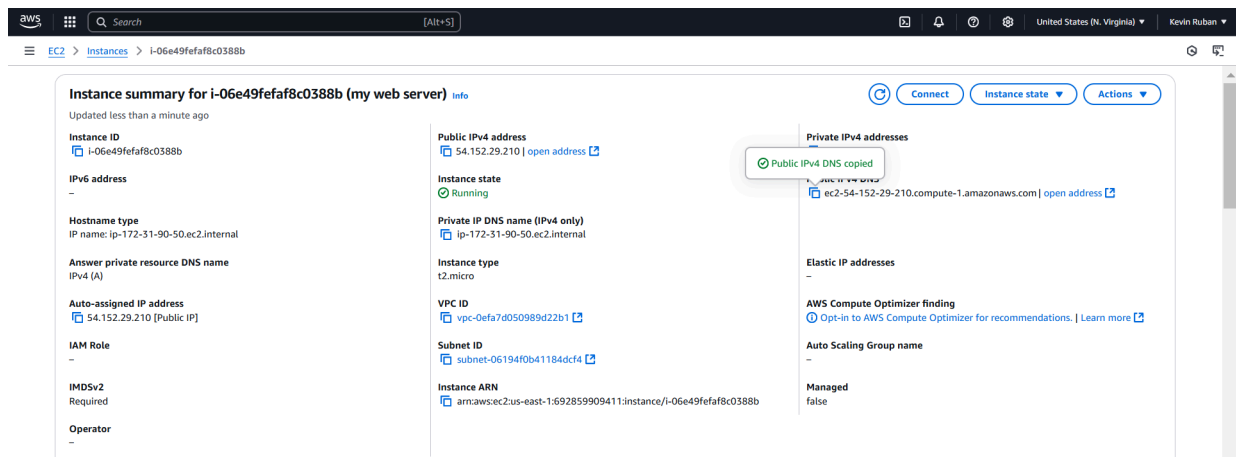 aws
Search [Alt+S] United States (N. Virginia) Kevin Ruban
EC2 > Instances > i-06e49fefaf8c0388b
Instance summary for i-06e49fefaf8c0388b (my web server) Info
Connect Instance state Actions
Updated less than a minute ago
Instance ID
i-06e49fefaf8c0388b
Public IPv4 address
54.152.29.210 | open address
Private IPv4 addresses
Public IPv4 DNS copied
IPv6 address
–
Instance state
Running
Public IPv4 DNS
ec2-54-152-29-210.compute-1.amazonaws.com | open address
Hostname type
IP name: ip-172-31-90-50.ec2.internal
Private IP DNS name (IPv4 only)
ip-172-31-90-50.ec2.internal
Answer private resource DNS name
IPv4 (A)
Instance type
t2.micro
Elastic IP addresses
–
Auto-assigned IP address
54.152.29.210 [Public IP]
VPC ID
vpc-0efa7d050989d22b1
AWS Compute Optimizer finding
Opt-in to AWS Compute Optimizer for recommendations. | Learn more
IAM Role
–
Subnet ID
subnet-06194f0b41184dcf4
Auto Scaling Group name
–
IMDSv2
Required
Instance ARN
arn:aws:ec2:us-east-1:692859909411:instance/i-06e49fefaf8c0388b
Managed
false
Operator
–